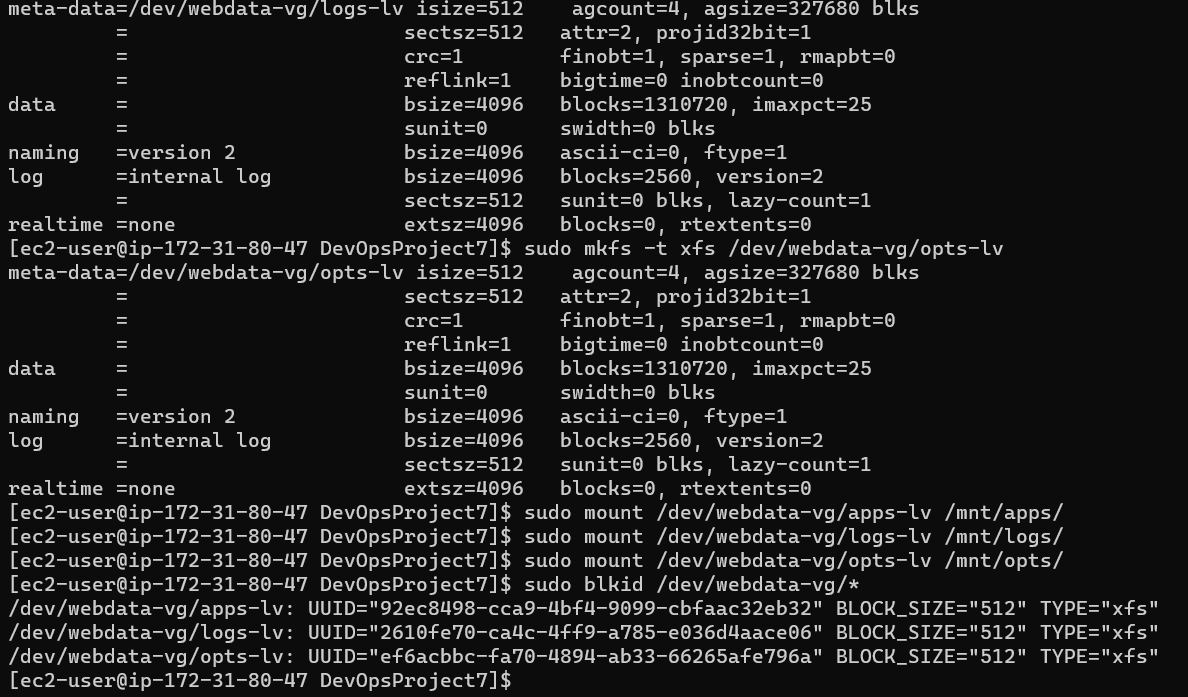 meta-data=/dev/webdata-vg/logs-lv isize=512    agcount=4, agsize=327680 blks
         =                       sectsz=512   attr=2, projid32bit=1
         =                       crc=1        finobt=1, sparse=1, rmapbt=0
         =                       reflink=1    bigtime=0 inobtcount=0
data     =                       bsize=4096   blocks=1310720, imaxpct=25
         =                       sunit=0      swidth=0 blks
naming   =version 2              bsize=4096   ascii-ci=0, ftype=1
log      =internal log           bsize=4096   blocks=2560, version=2
         =                       sectsz=512   sunit=0 blks, lazy-count=1
realtime =none                   extsz=4096   blocks=0, rtextents=0
[ec2-user@ip-172-31-80-47 DevOpsProject7]$ sudo mkfs -t xfs /dev/webdata-vg/opts-lv
meta-data=/dev/webdata-vg/opts-lv isize=512    agcount=4, agsize=327680 blks
         =                       sectsz=512   attr=2, projid32bit=1
         =                       crc=1        finobt=1, sparse=1, rmapbt=0
         =                       reflink=1    bigtime=0 inobtcount=0
data     =                       bsize=4096   blocks=1310720, imaxpct=25
         =                       sunit=0      swidth=0 blks
naming   =version 2              bsize=4096   ascii-ci=0, ftype=1
log      =internal log           bsize=4096   blocks=2560, version=2
         =                       sectsz=512   sunit=0 blks, lazy-count=1
realtime =none                   extsz=4096   blocks=0, rtextents=0
[ec2-user@ip-172-31-80-47 DevOpsProject7]$ sudo mount /dev/webdata-vg/apps-lv /mnt/apps/
[ec2-user@ip-172-31-80-47 DevOpsProject7]$ sudo mount /dev/webdata-vg/logs-lv /mnt/logs/
[ec2-user@ip-172-31-80-47 DevOpsProject7]$ sudo mount /dev/webdata-vg/opts-lv /mnt/opts/
[ec2-user@ip-172-31-80-47 DevOpsProject7]$ sudo blkid /dev/webdata-vg/*
/dev/webdata-vg/apps-lv: UUID="92ec8498-cca9-4bf4-9099-cbfaac32eb32" BLOCK_SIZE="512" TYPE="xfs"
/dev/webdata-vg/logs-lv: UUID="2610fe70-ca4c-4ff9-a785-e036d4aace06" BLOCK_SIZE="512" TYPE="xfs"
/dev/webdata-vg/opts-lv: UUID="ef6acbbc-fa70-4894-ab33-66265afe796a" BLOCK_SIZE="512" TYPE="xfs"
[ec2-user@ip-172-31-80-47 DevOpsProject7]$